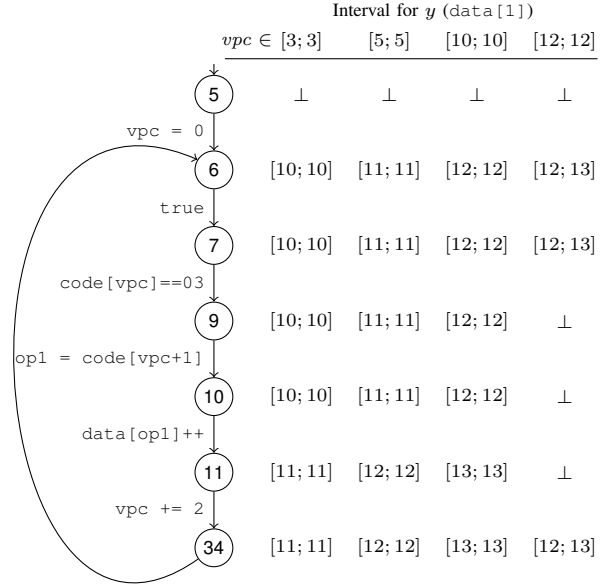 Interval for y (data[1])
vpc ∈ [3; 3] [5; 5] [10; 10] [12; 12]
5 ⊥ ⊥ ⊥ ⊥
vpc = 0
6 [10; 10] [11; 11] [12; 12] [12; 13]
true
7 [10; 10] [11; 11] [12; 12] [12; 13]
code[vpc]==03
9 [10; 10] [11; 11] [12; 12] ⊥
op1 = code[vpc+1]
10 [10; 10] [11; 11] [12; 12] ⊥
data[op1]++
11 [11; 11] [12; 12] [13; 13] ⊥
vpc += 2
34 [11; 11] [12; 12] [13; 13] [12; 13]